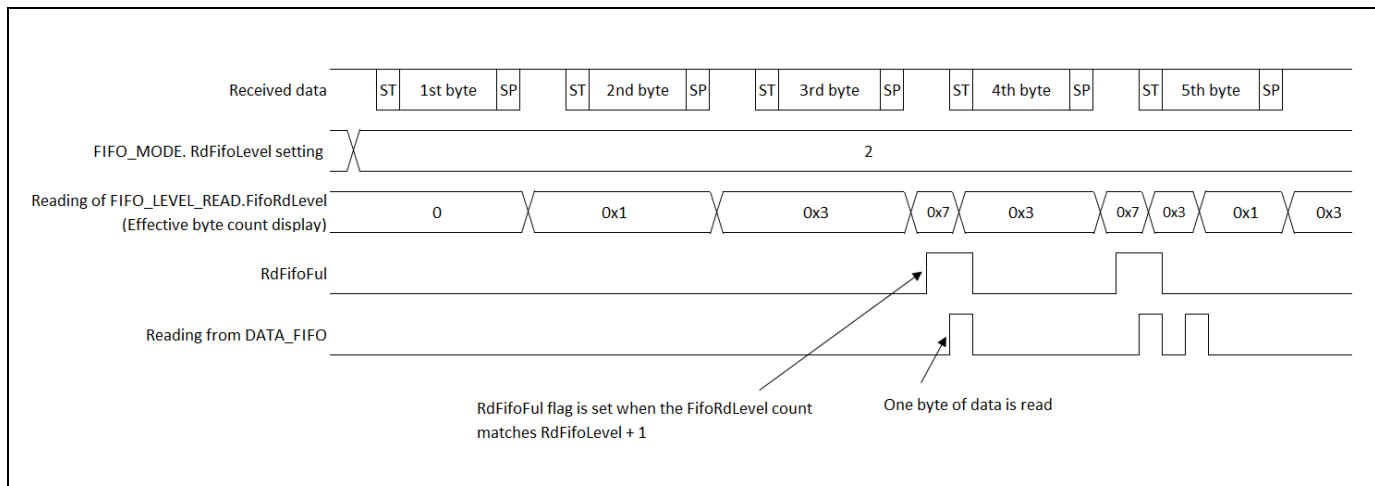 Received data ST 1st byte SP ST 2nd byte SP ST 3rd byte SP ST 4th byte SP ST 5th byte SP
FIFO_MODE. RdFifoLevel setting 2
Reading of FIFO_LEVEL_READ.FifoRdLevel
(Effective byte count display)
0 0x1 0x3 0x7 0x3 0x7 0x3 0x1 0x3
RdFifoFul
Reading from DATA_FIFO
RdFifoFul flag is set when the FifoRdLevel count
matches RdFifoLevel + 1
One byte of data is read